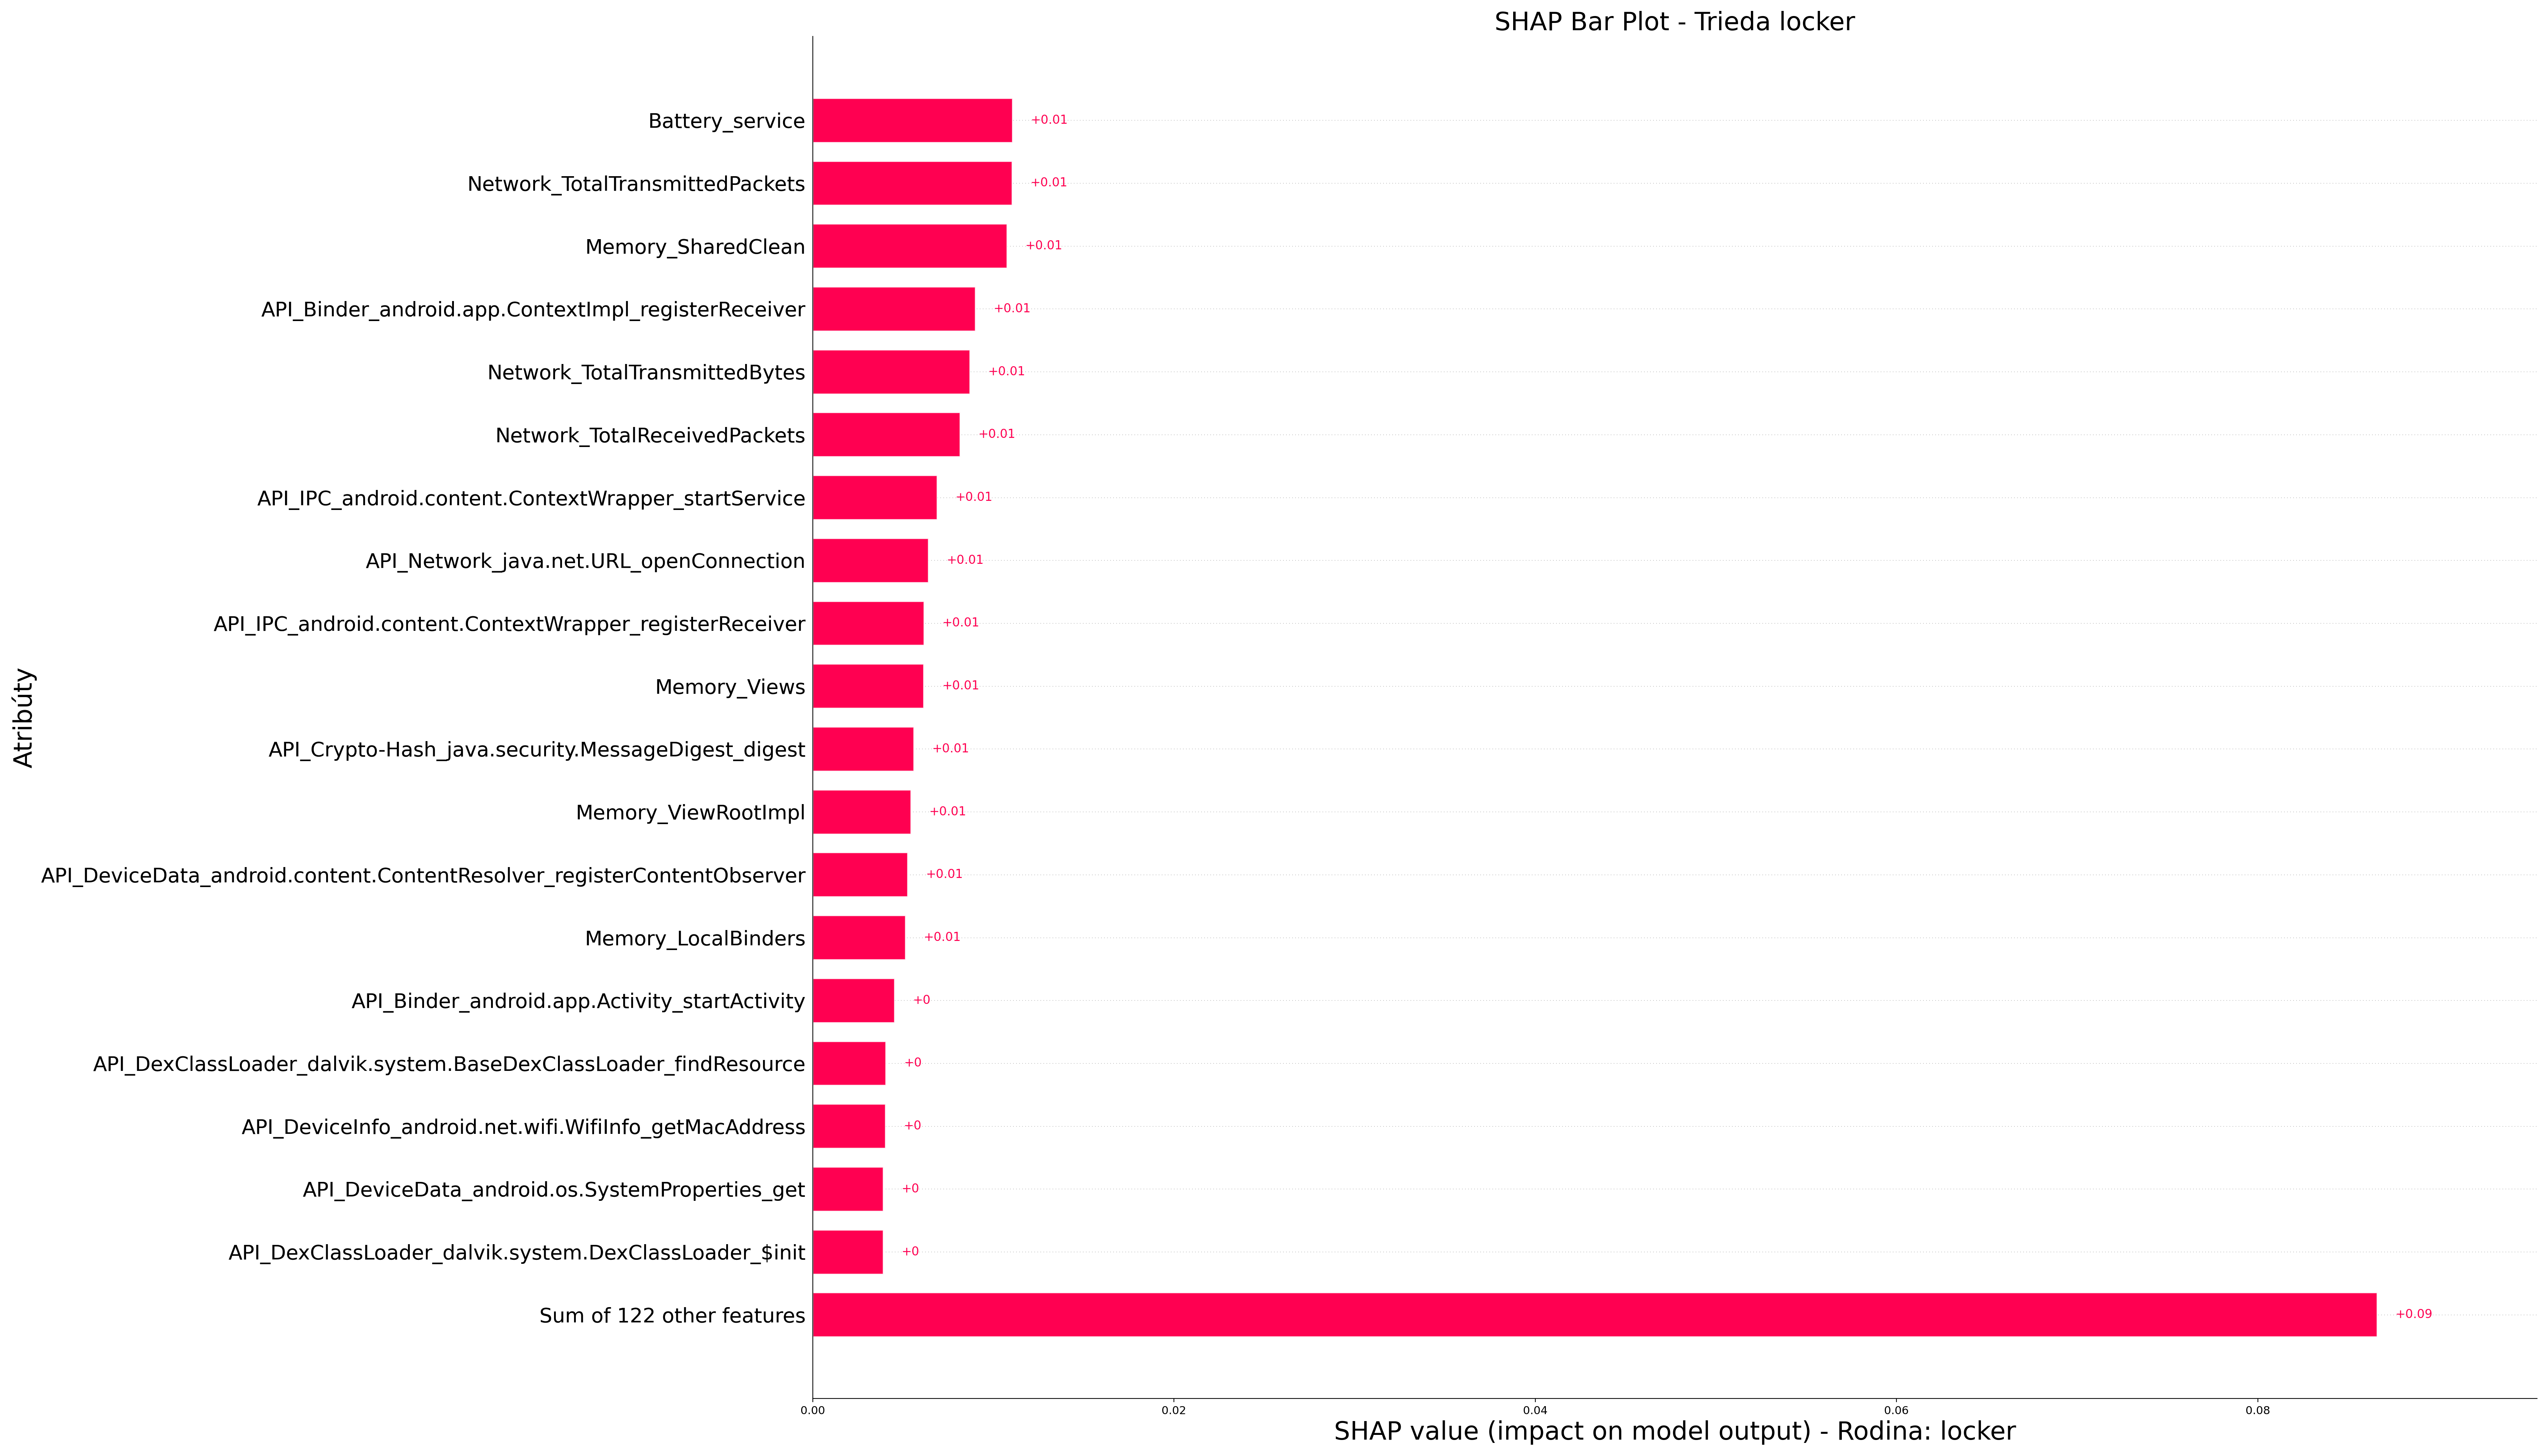 SHAP Bar Plot - Trieda locker
Atribúty
Battery_service +0.01
Network_TotalTransmittedPackets +0.01
Memory_SharedClean +0.01
API_Binder_android.app.ContextImpl_registerReceiver +0.01
Network_TotalTransmittedBytes +0.01
Network_TotalReceivedPackets +0.01
API_IPC_android.content.ContextWrapper_startService +0.01
API_Network_java.net.URL_openConnection +0.01
API_IPC_android.content.ContextWrapper_registerReceiver +0.01
Memory_Views +0.01
API_Crypto-Hash_java.security.MessageDigest_digest +0.01
Memory_ViewRootImpl +0.01
API_DeviceData_android.content.ContentResolver_registerContentObserver +0.01
Memory_LocalBinders +0.01
API_Binder_android.app.Activity_startActivity +0
API_DexClassLoader_dalvik.system.BaseDexClassLoader_findResource +0
API_DeviceInfo_android.net.wifi.WifiInfo_getMacAddress +0
API_DeviceData_android.os.SystemProperties_get +0
API_DexClassLoader_dalvik.system.DexClassLoader_$init +0
Sum of 122 other features +0.09
0.00 0.02 0.04 0.06 0.08
SHAP value (impact on model output) - Rodina: locker